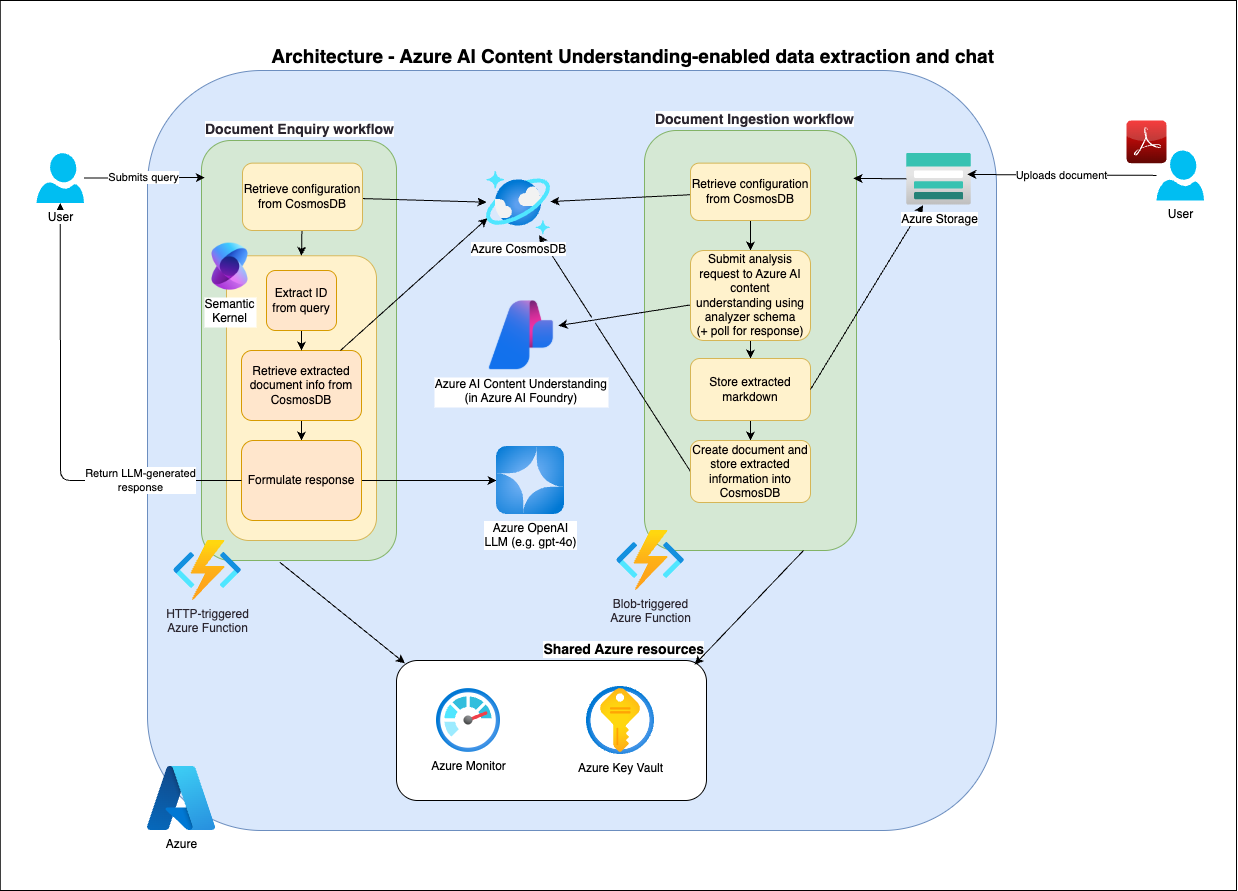 Architecture - Azure AI Content Understanding-enabled data extraction and chat
Document Enquiry workflow
Document Ingestion workflow
Submits query
User
Retrieve configuration
from CosmosDB
Semantic
Kernel
Extract ID
from query
Retrieve extracted
document info from
CosmosDB
Formulate response
Return LLM-generated
response
HTTP-triggered
Azure Function
Azure CosmosDB
Azure AI Content Understanding
(in Azure AI Foundry)
Azure OpenAI
LLM (e.g. gpt-4o)
Retrieve configuration
from CosmosDB
Submit analysis
request to Azure AI
content
understanding using
analyzer schema
(+ poll for response)
Store extracted
markdown
Create document and
store extracted
information into
CosmosDB
Blob-triggered
Azure Function
Azure Storage
Uploads document
User
Shared Azure resources
Azure Monitor
Azure Key Vault
Azure